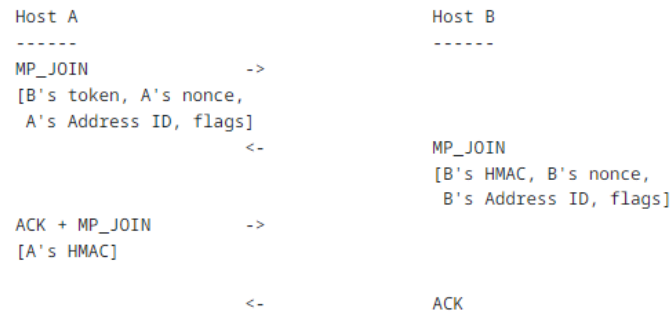 Host A                                  Host B
------                                  ------
MP_JOIN               ->
[B's token, A's nonce,
 A's Address ID, flags]
                      <-                MP_JOIN
                                        [B's HMAC, B's nonce,
                                         B's Address ID, flags]
ACK + MP_JOIN         ->
[A's HMAC]
                      <-                ACK